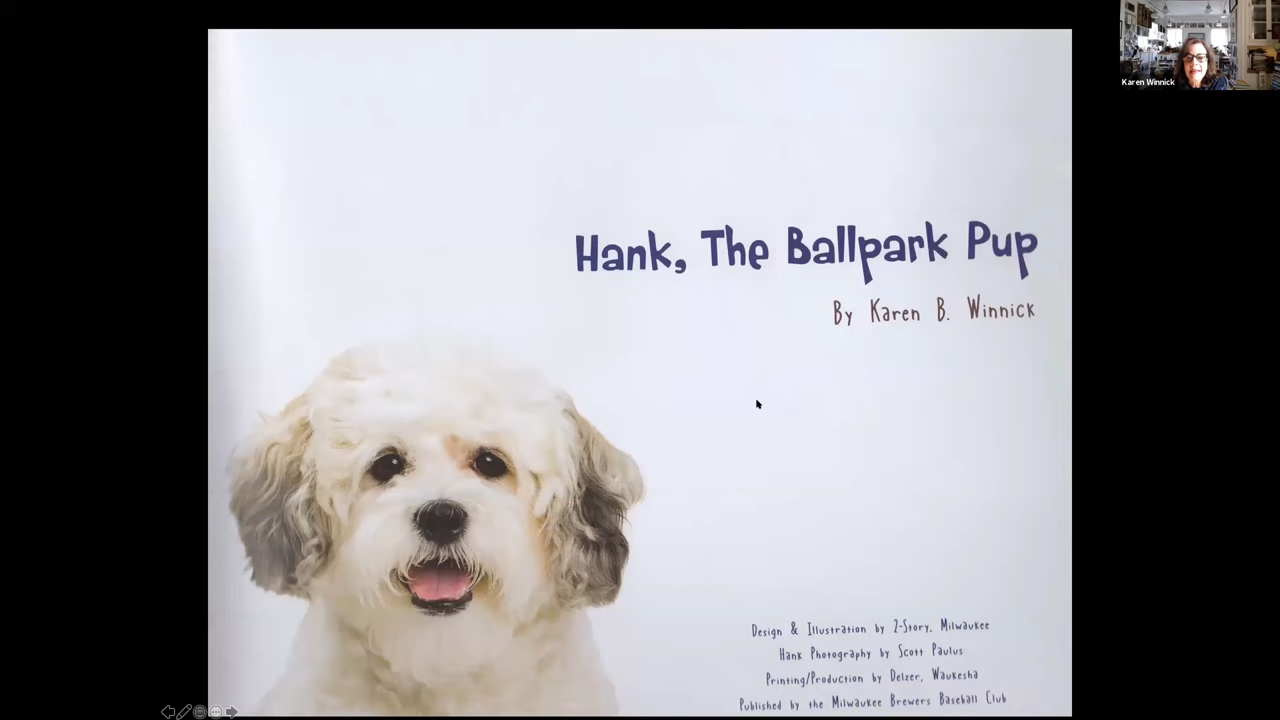 Karen Winnick
Hank, The Ballpark Pup
By Karen B. Winnick
Design & Illustration by 2-Story, Milwaukee
Hank Photography by Scott Paulus
Printing/Production by Delzer, Waukesha
Published by the Milwaukee Brewers Baseball Club